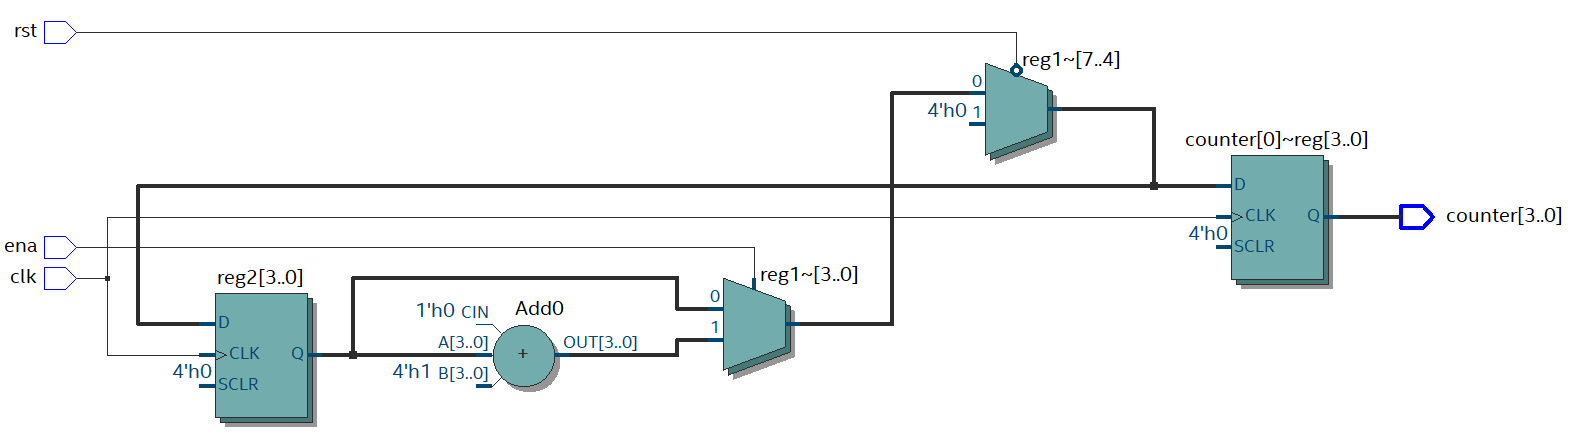 rst
reg1~[7..4]
0
4'h0
1
counter[0]~reg[3..0]
D
CLK
Q
counter[3..0]
4'h0
SCLR
ena
clk
reg2[3..0]
reg1~[3..0]
0
1
Add0
1'h0 CIN
D
A[3..0]
+
OUT[3..0]
CLK
Q
4'h0
4'h1 B[3..0]
SCLR